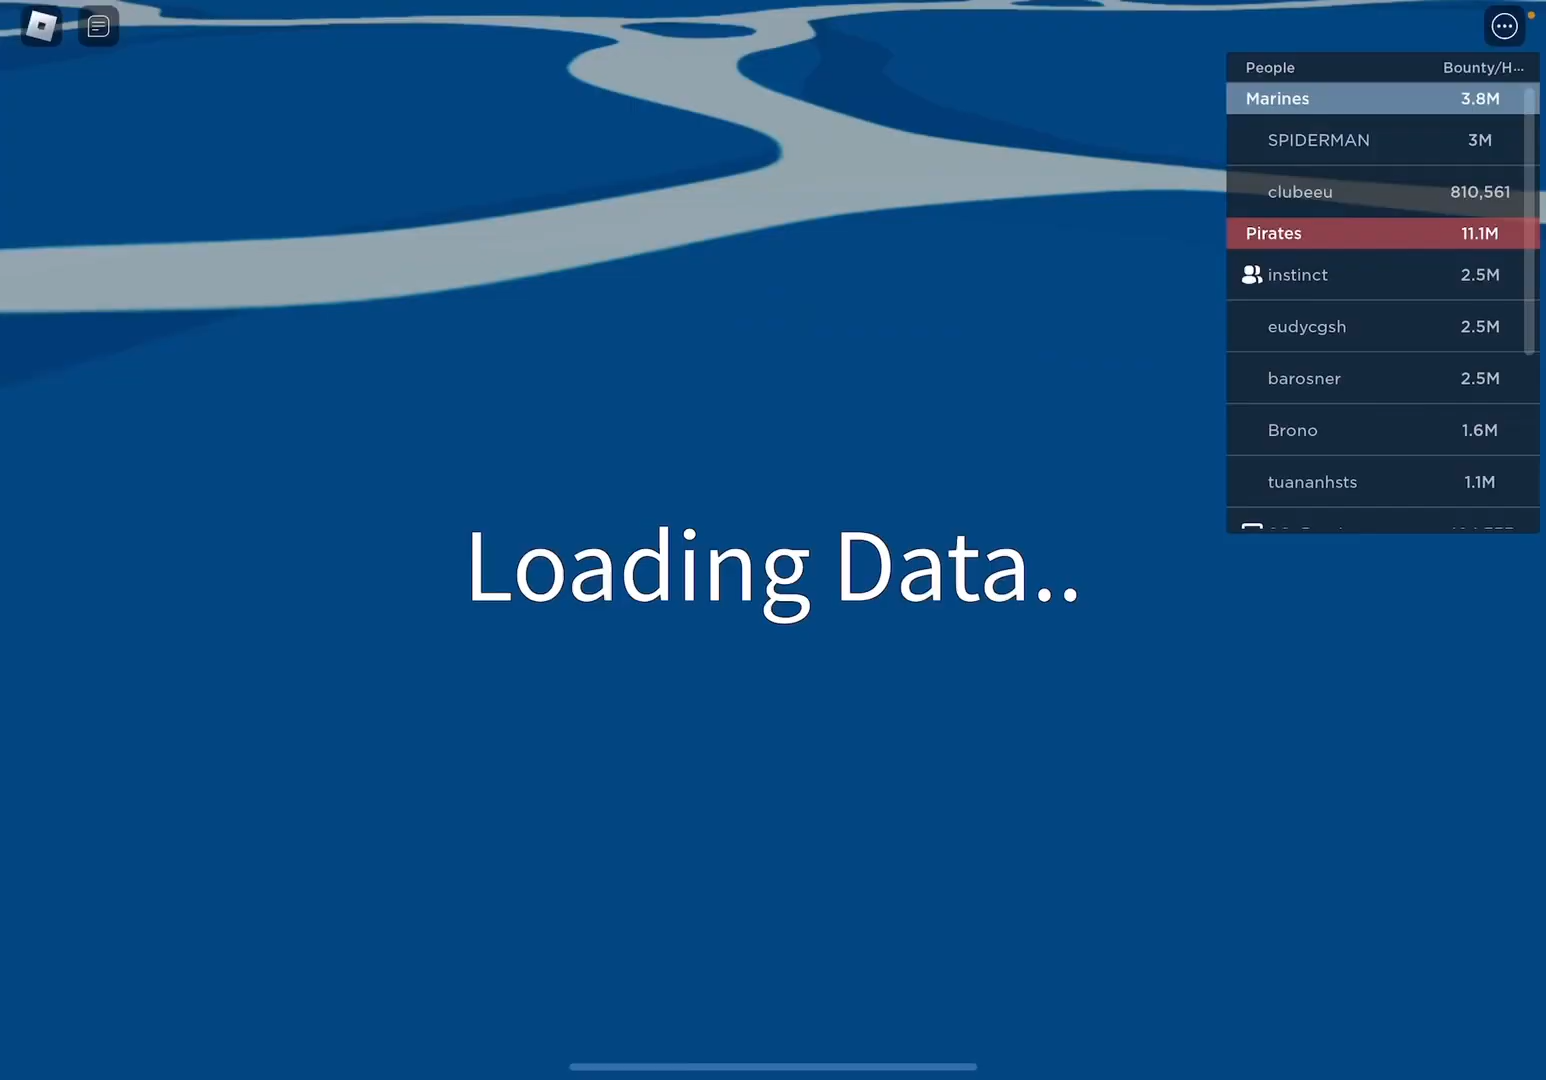 People Bounty/H...
Marines 3.8M
SPIDERMAN 3M
clubeeu 810,561
Pirates 11.1M
instinct 2.5M
eudycgsh 2.5M
barosner 2.5M
Brono 1.6M
tuananhsts 1.1M
Loading Data..